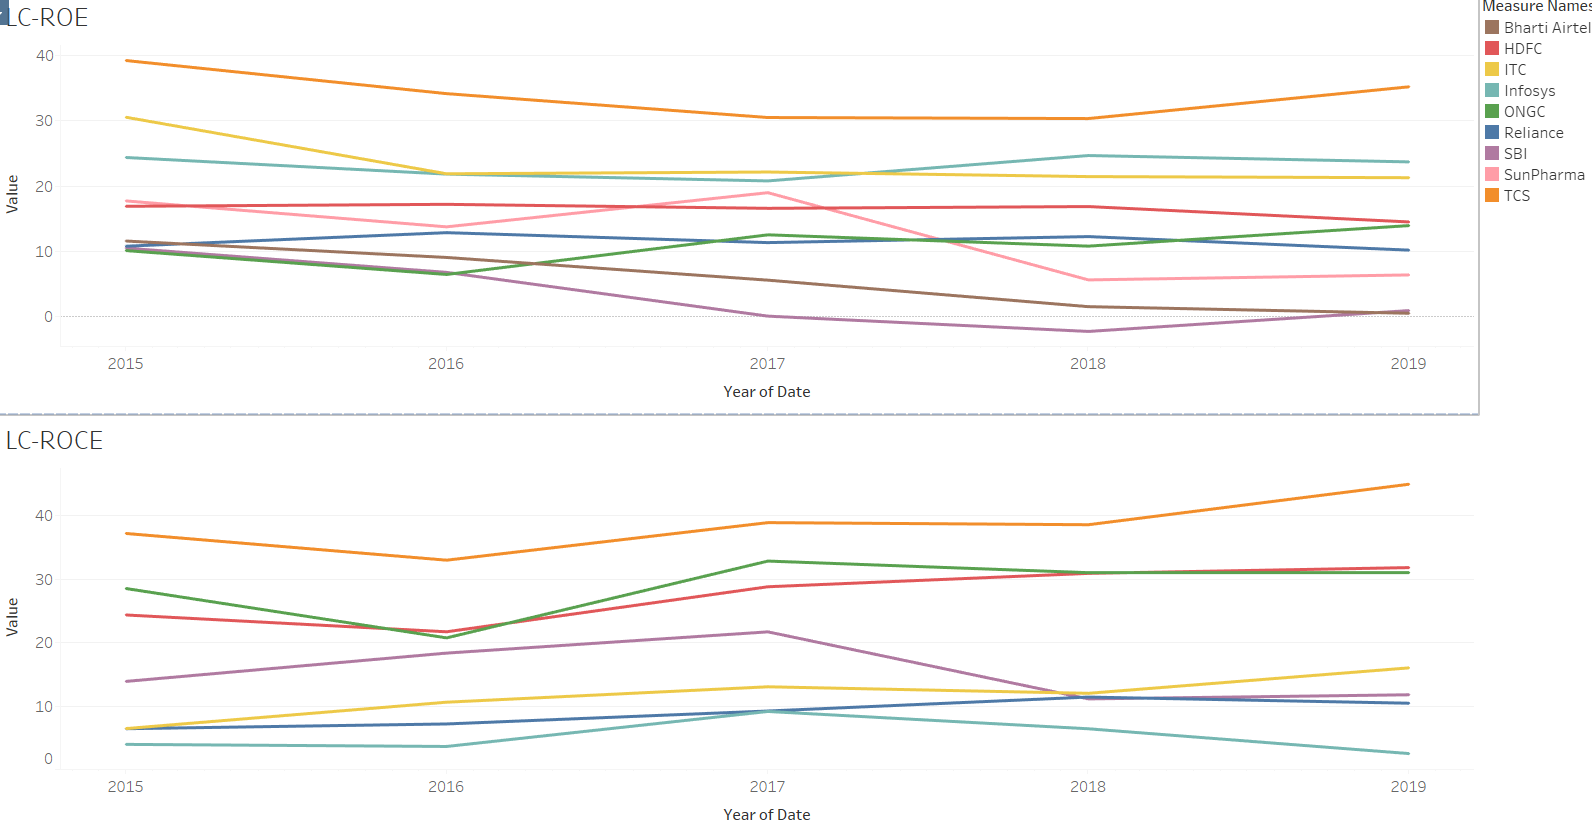 LC-ROE
Measure Names
Bharti Airtel
HDFC
ITC
Infosys
ONGC
Reliance
SBI
SunPharma
TCS
40
30
20
10
0
Value
2015 2016 2017 2018 2019
Year of Date
LC-ROCE
40
30
20
10
0
Value
2015 2016 2017 2018 2019
Year of Date